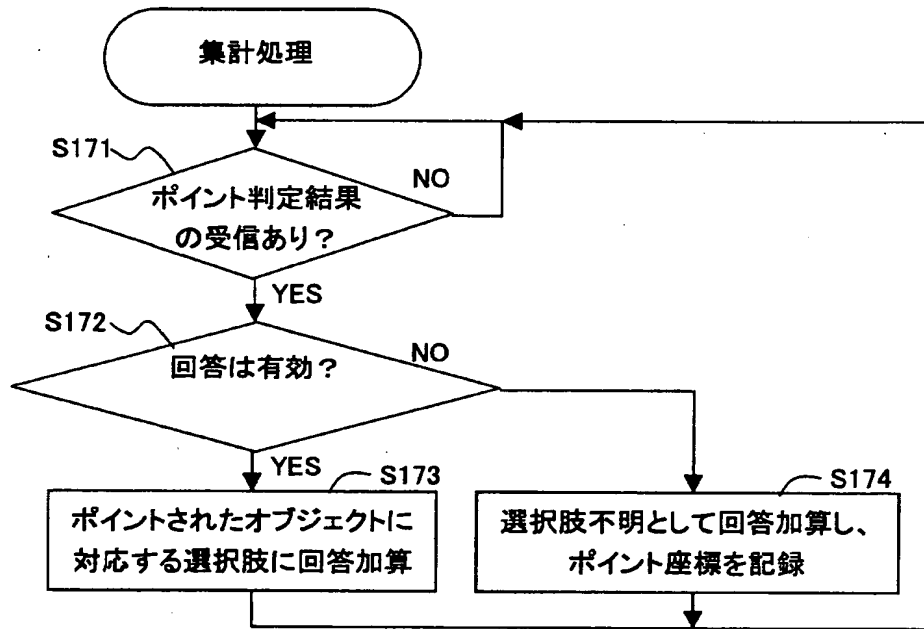 集計処理
S171
NO
ポイント判定結果
の受信あり？
YES
S172
NO
回答は有効？
YES
S173
S174
ポイントされたオブジェクトに
対応する選択肢に回答加算
選択肢不明として回答加算し、
ポイント座標を記録